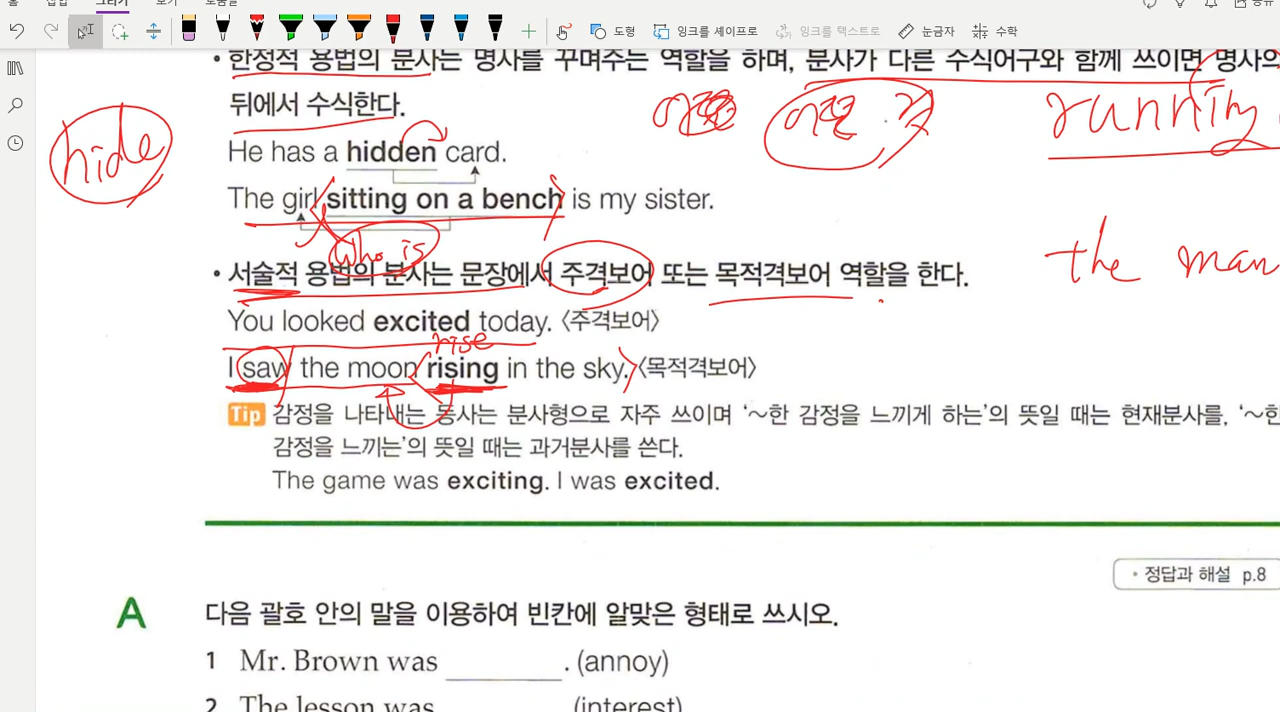 홈 삽입 그리기 보기 도움말 공유
도형 잉크를 셰이프로 잉크를 텍스트로 눈금자 수학
• 한정적 용법의 분사는 명사를 꾸며주는 역할을 하며, 분사가 다른 수식어구와 함께 쓰이면 명사의
뒤에서 수식한다.
running
hide
He has a hidden card.
The girl sitting on a bench is my sister.
who is
the man
• 서술적 용법의 분사는 문장에서 주격보어 또는 목적격보어 역할을 한다.
You looked excited today. 〈주격보어〉
rise
I saw the moon rising in the sky. 〈목적격보어〉
Tip 감정을 나타내는 동사는 분사형으로 자주 쓰이며 '～한 감정을 느끼게 하는'의 뜻일 때는 현재분사를, '～한
감정을 느끼는'의 뜻일 때는 과거분사를 쓴다.
The game was exciting. I was excited.
• 정답과 해설 p.8
A 다음 괄호 안의 말을 이용하여 빈칸에 알맞은 형태로 쓰시오.
1 Mr. Brown was ________ . (annoy)
2 The lesson was (interest)